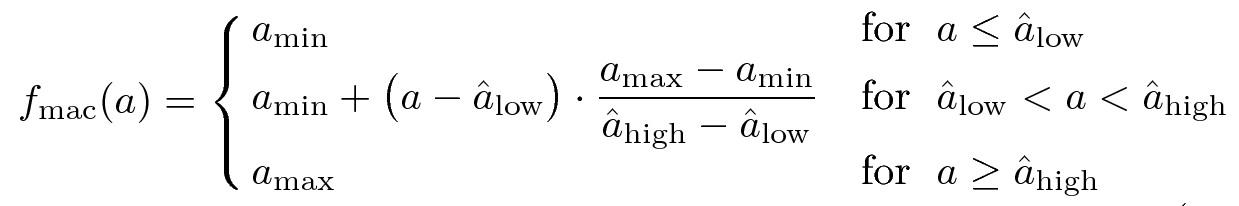 f_mac(a) = { a_min for a ≤ â_low
a_min + (a − â_low) · (a_max − a_min) / (â_high − â_low) for â_low < a < â_high
a_max for a ≥ â_high